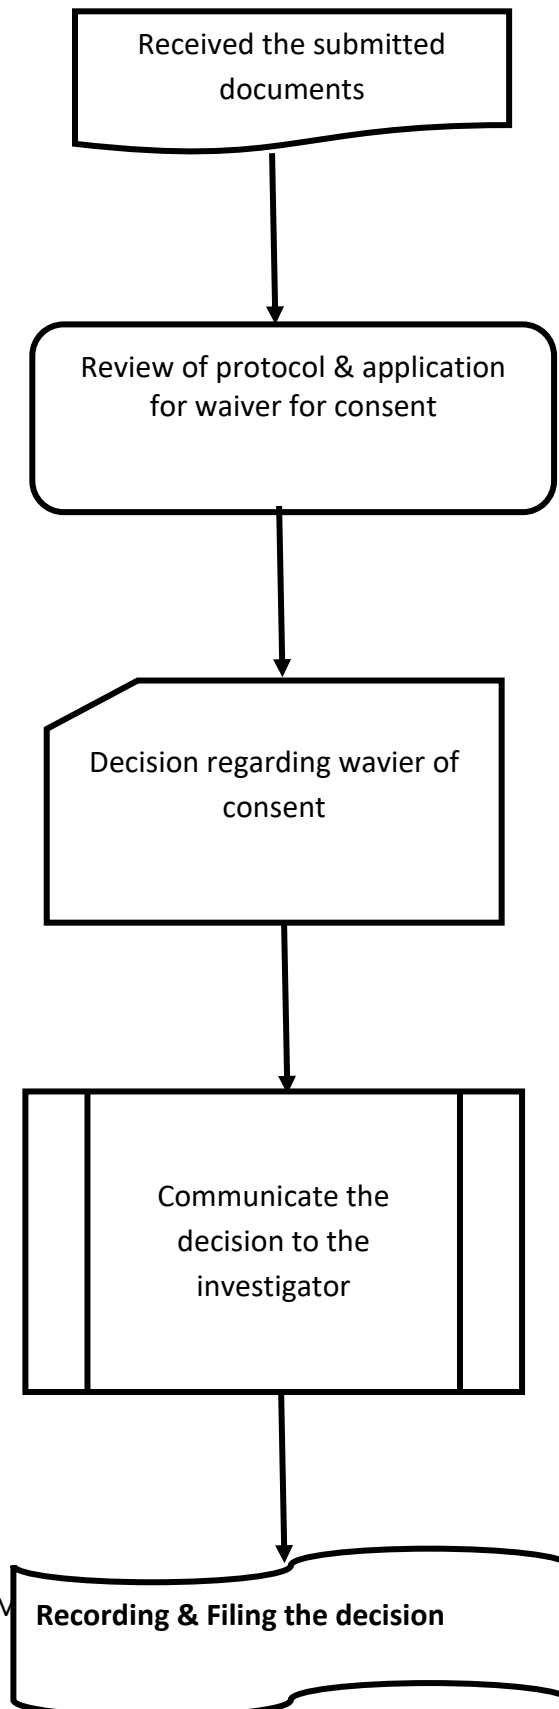 Received the submitted
documents
Review of protocol & application
for waiver for consent
Decision regarding wavier of
consent
Communicate the
decision to the
investigator
Recording & Filing the decision